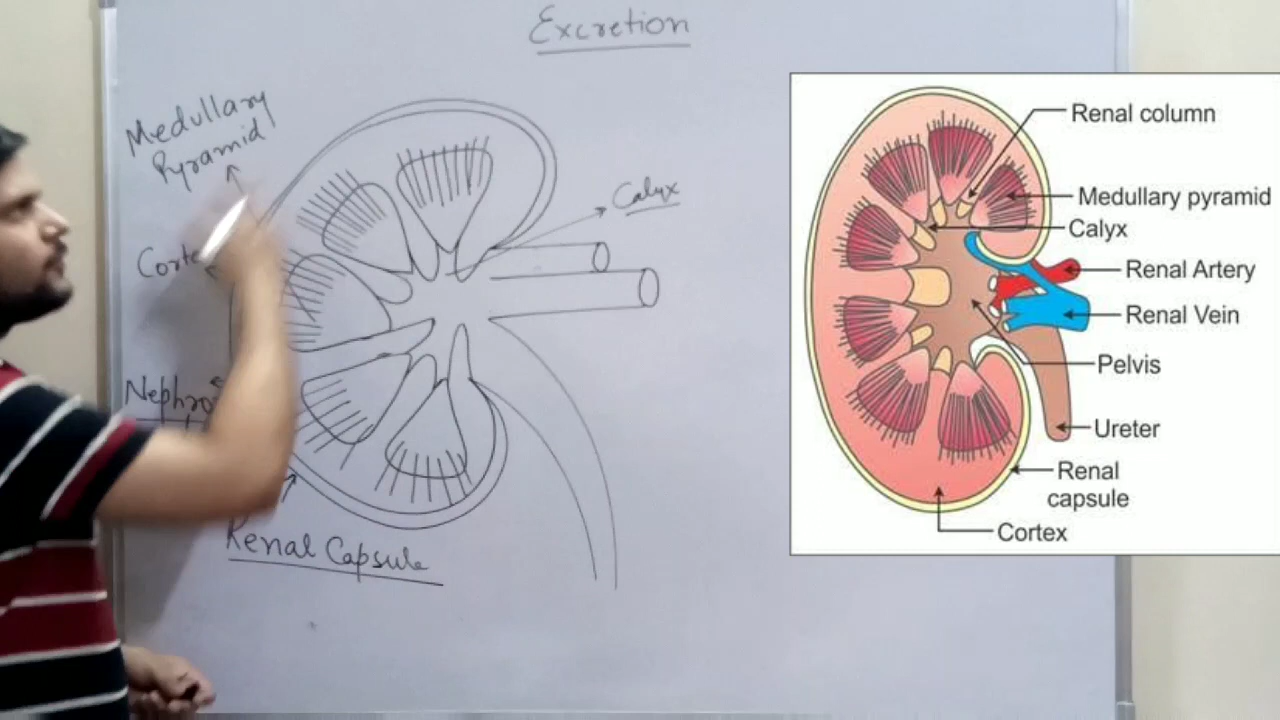 Excretion
Medullary
Pyramid
Calyx
Renal Capsule
Renal column
Medullary pyramid
Calyx
Renal Artery
Renal Vein
Pelvis
Ureter
Renal
capsule
Cortex